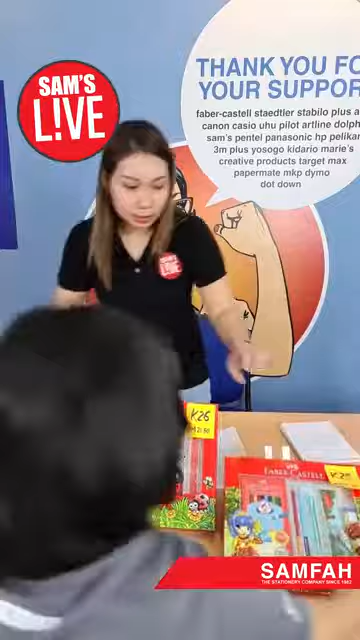 SAM'S
L!VE
THANK YOU FO
YOUR SUPPOR
faber-castell staedtler stabilo plus a
canon casio uhu pilot artline dolph
sam's pentel panasonic hp pelikan
3m plus yosogo kidario marie's
creative products target max
papermate mkp dymo
dot down
SAM'S
L!VE
K26
FABER-CASTELL
SAMFAH
THE STATIONERY COMPANY SINCE 1962